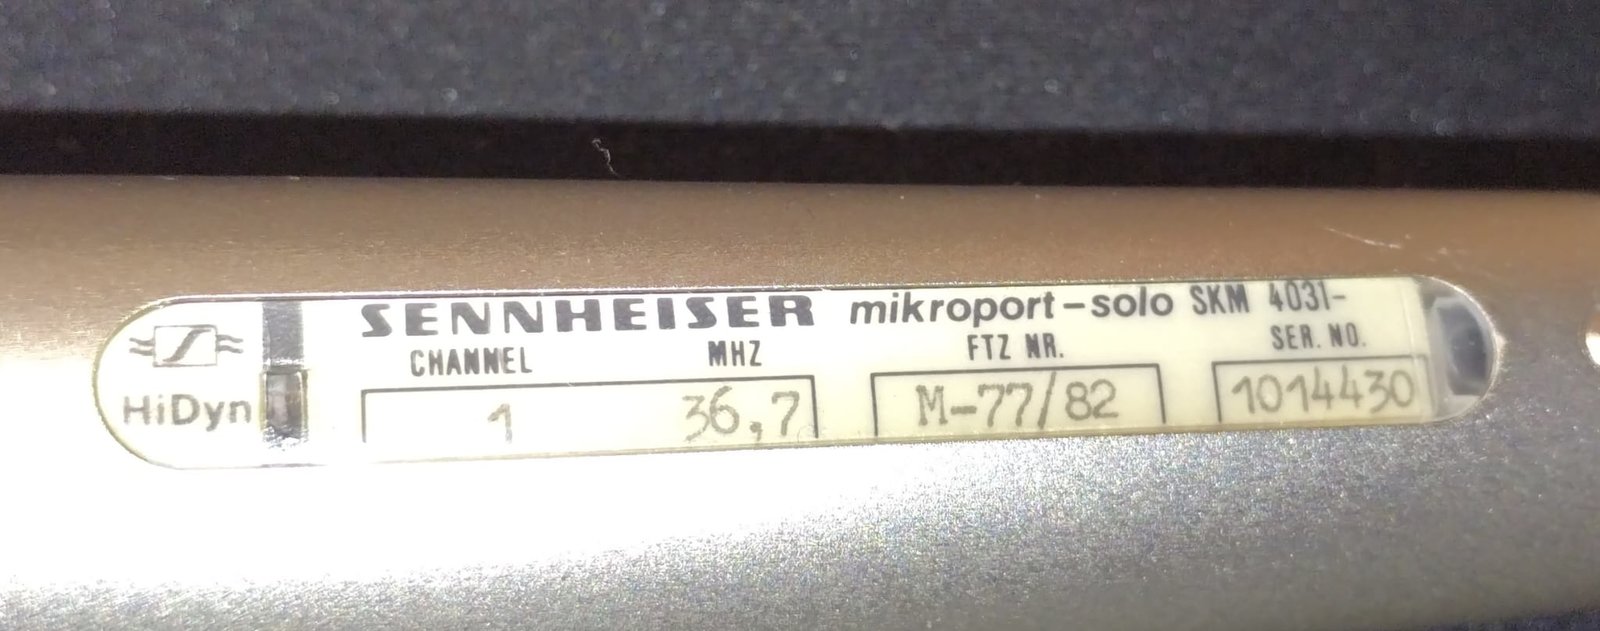 SENNHEISER mikroport-solo SKM 4031-
CHANNEL MHZ FTZ NR. SER. NO.
HiDyn 1 36,7 M-77/82 1014430